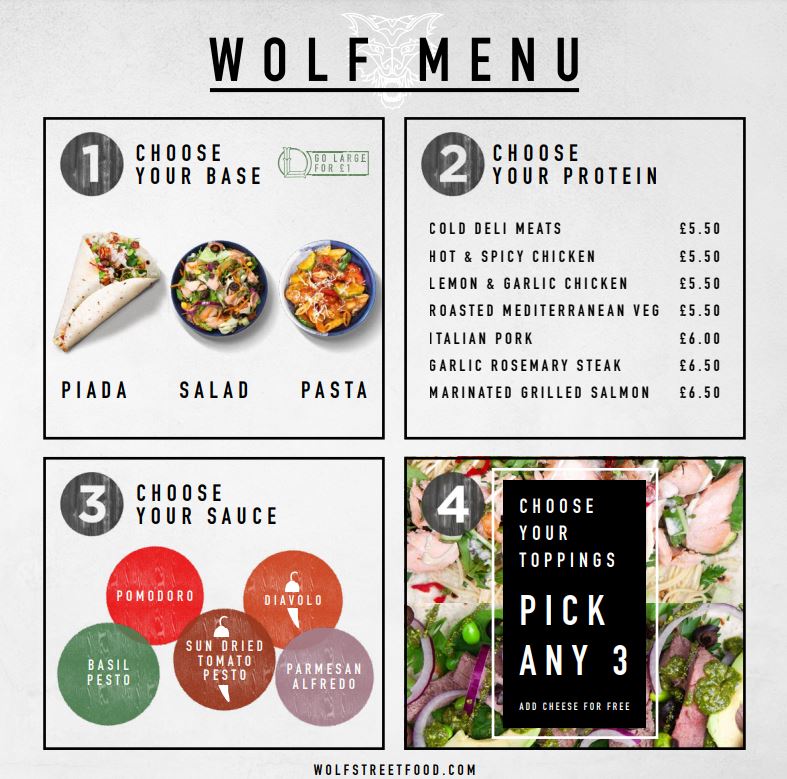 WOLF MENU
1
CHOOSE
YOUR BASE
GO LARGE
FOR £1
PIADA
SALAD
PASTA
2
CHOOSE
YOUR PROTEIN
COLD DELI MEATS £5.50
HOT & SPICY CHICKEN £5.50
LEMON & GARLIC CHICKEN £5.50
ROASTED MEDITERRANEAN VEG £5.50
ITALIAN PORK £6.00
GARLIC ROSEMARY STEAK £6.50
MARINATED GRILLED SALMON £6.50
3
CHOOSE
YOUR SAUCE
POMODORO
DIAVOLO
BASIL
PESTO
SUN DRIED
TOMATO
PESTO
PARMESAN
ALFREDO
4
CHOOSE
YOUR
TOPPINGS
PICK
ANY 3
ADD CHEESE FOR FREE
WOLFSTREETFOOD.COM